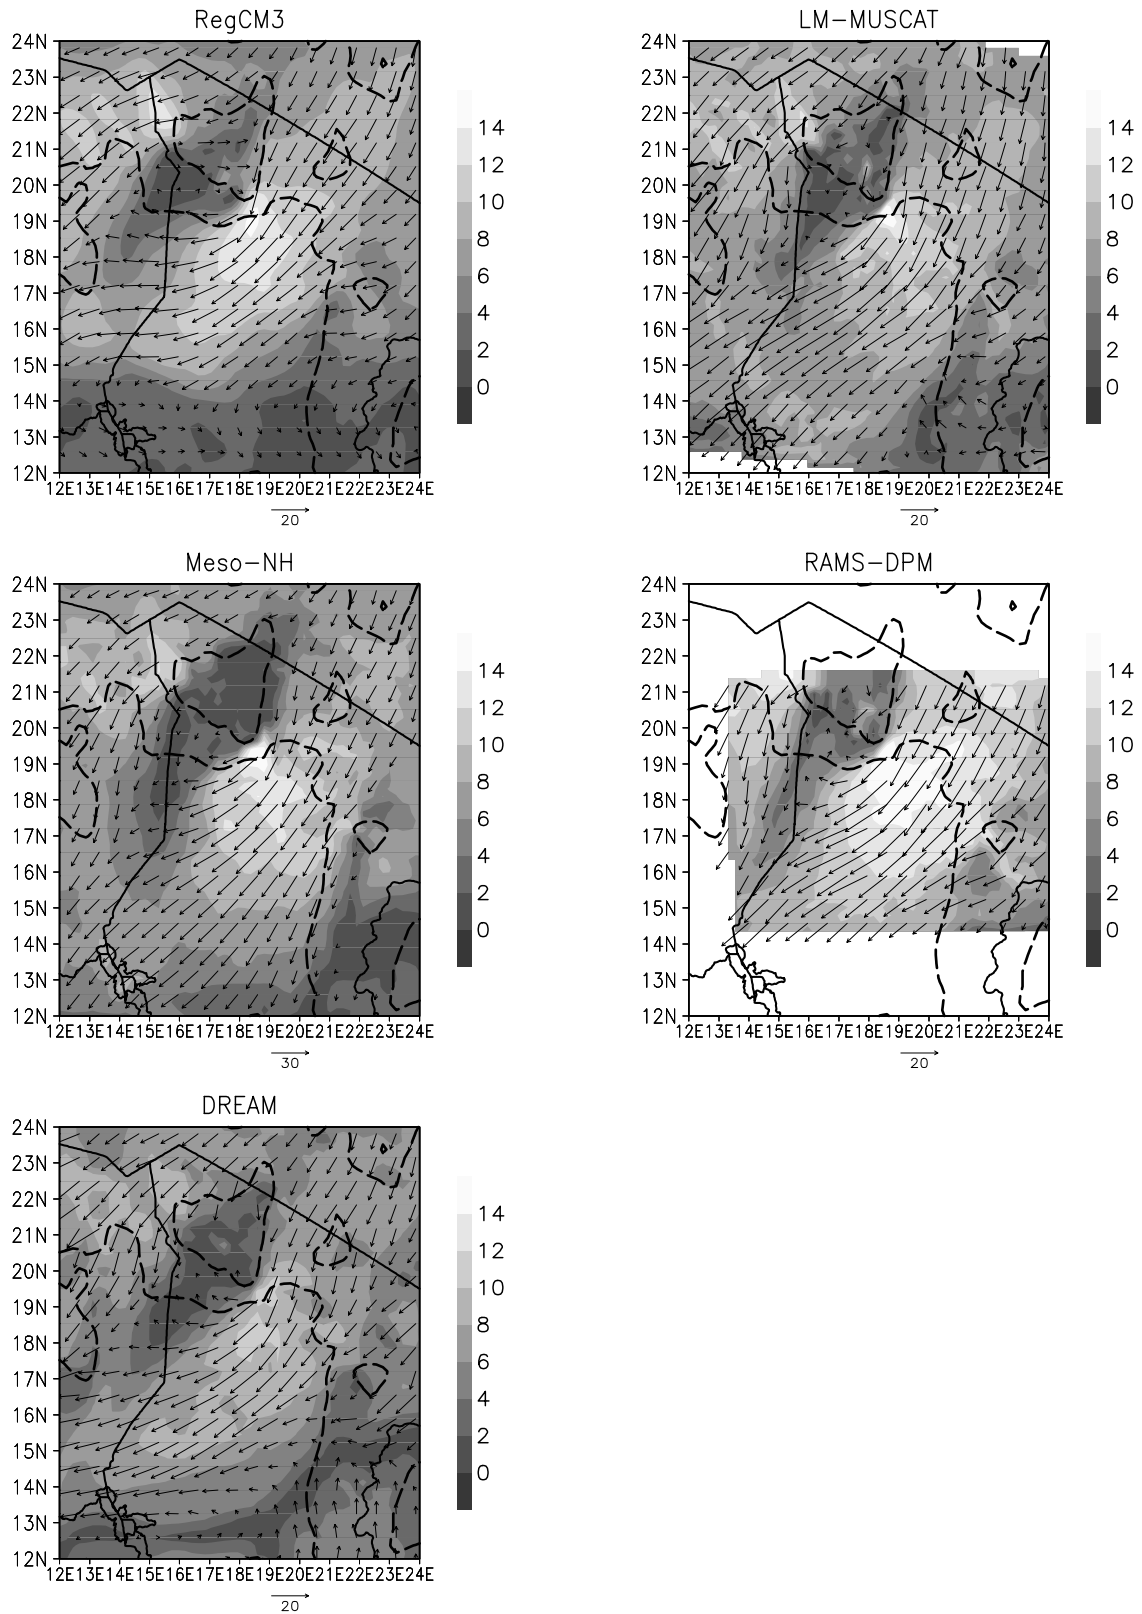 RegCM3
24N
23N
22N
21N
20N
19N
18N
17N
16N
15N
14N
13N
12N
12E13E14E15E16E17E18E19E20E21E22E23E24E
20
14
12
10
8
6
4
2
0
LM-MUSCAT
24N
23N
22N
21N
20N
19N
18N
17N
16N
15N
14N
13N
12N
12E13E14E15E16E17E18E19E20E21E22E23E24E
20
14
12
10
8
6
4
2
0
Meso-NH
24N
23N
22N
21N
20N
19N
18N
17N
16N
15N
14N
13N
12N
12E13E14E15E16E17E18E19E20E21E22E23E24E
30
14
12
10
8
6
4
2
0
RAMS-DPM
24N
23N
22N
21N
20N
19N
18N
17N
16N
15N
14N
13N
12N
12E13E14E15E16E17E18E19E20E21E22E23E24E
20
14
12
10
8
6
4
2
0
DREAM
24N
23N
22N
21N
20N
19N
18N
17N
16N
15N
14N
13N
12N
12E13E14E15E16E17E18E19E20E21E22E23E24E
20
14
12
10
8
6
4
2
0